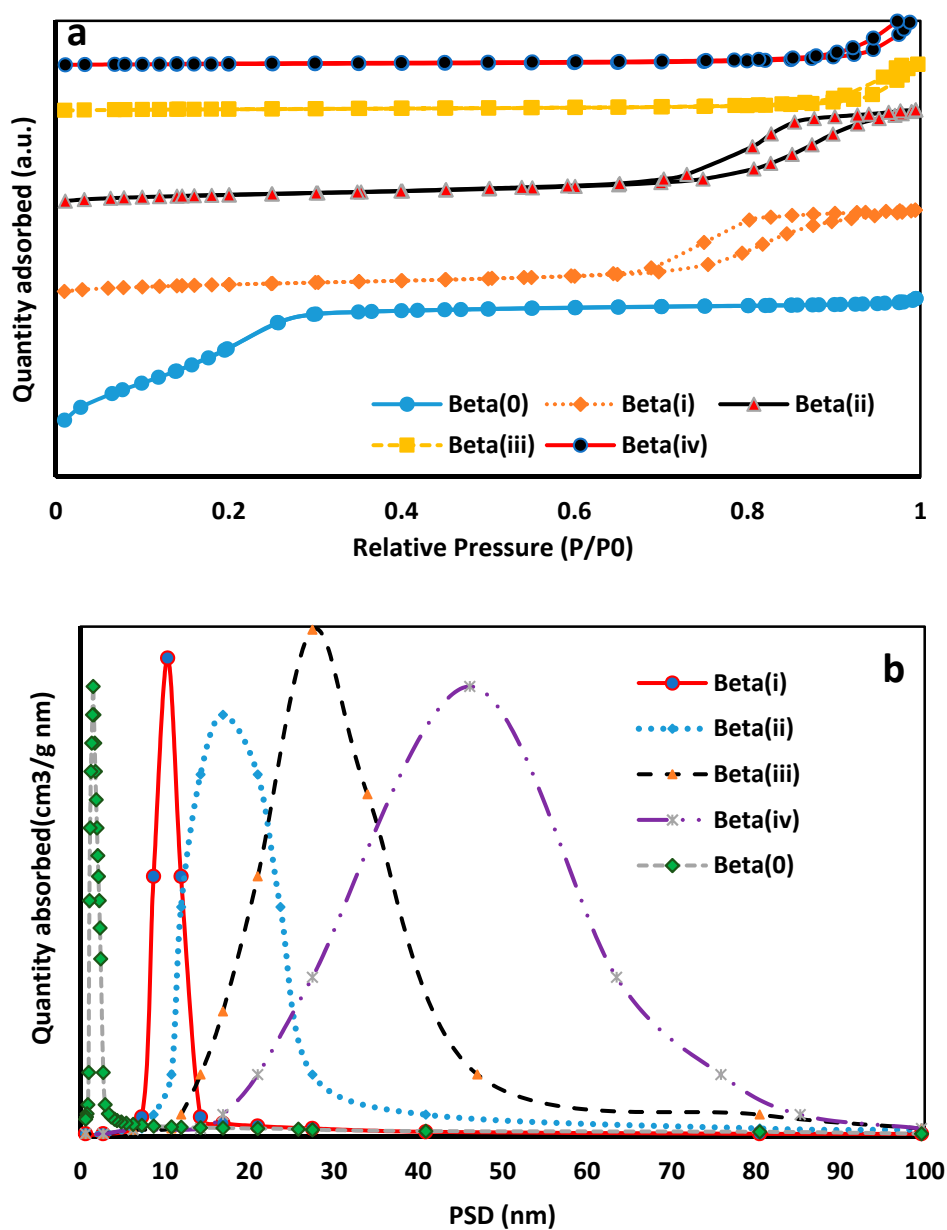 a
Quantity adsorbed (a.u.)
Beta(0) Beta(i) Beta(ii)
Beta(iii) Beta(iv)
0 0.2 0.4 0.6 0.8 1
Relative Pressure (P/P0)
b
Quantity absorbed(cm3/g nm)
Beta(i)
Beta(ii)
Beta(iii)
Beta(iv)
Beta(0)
0 10 20 30 40 50 60 70 80 90 100
PSD (nm)